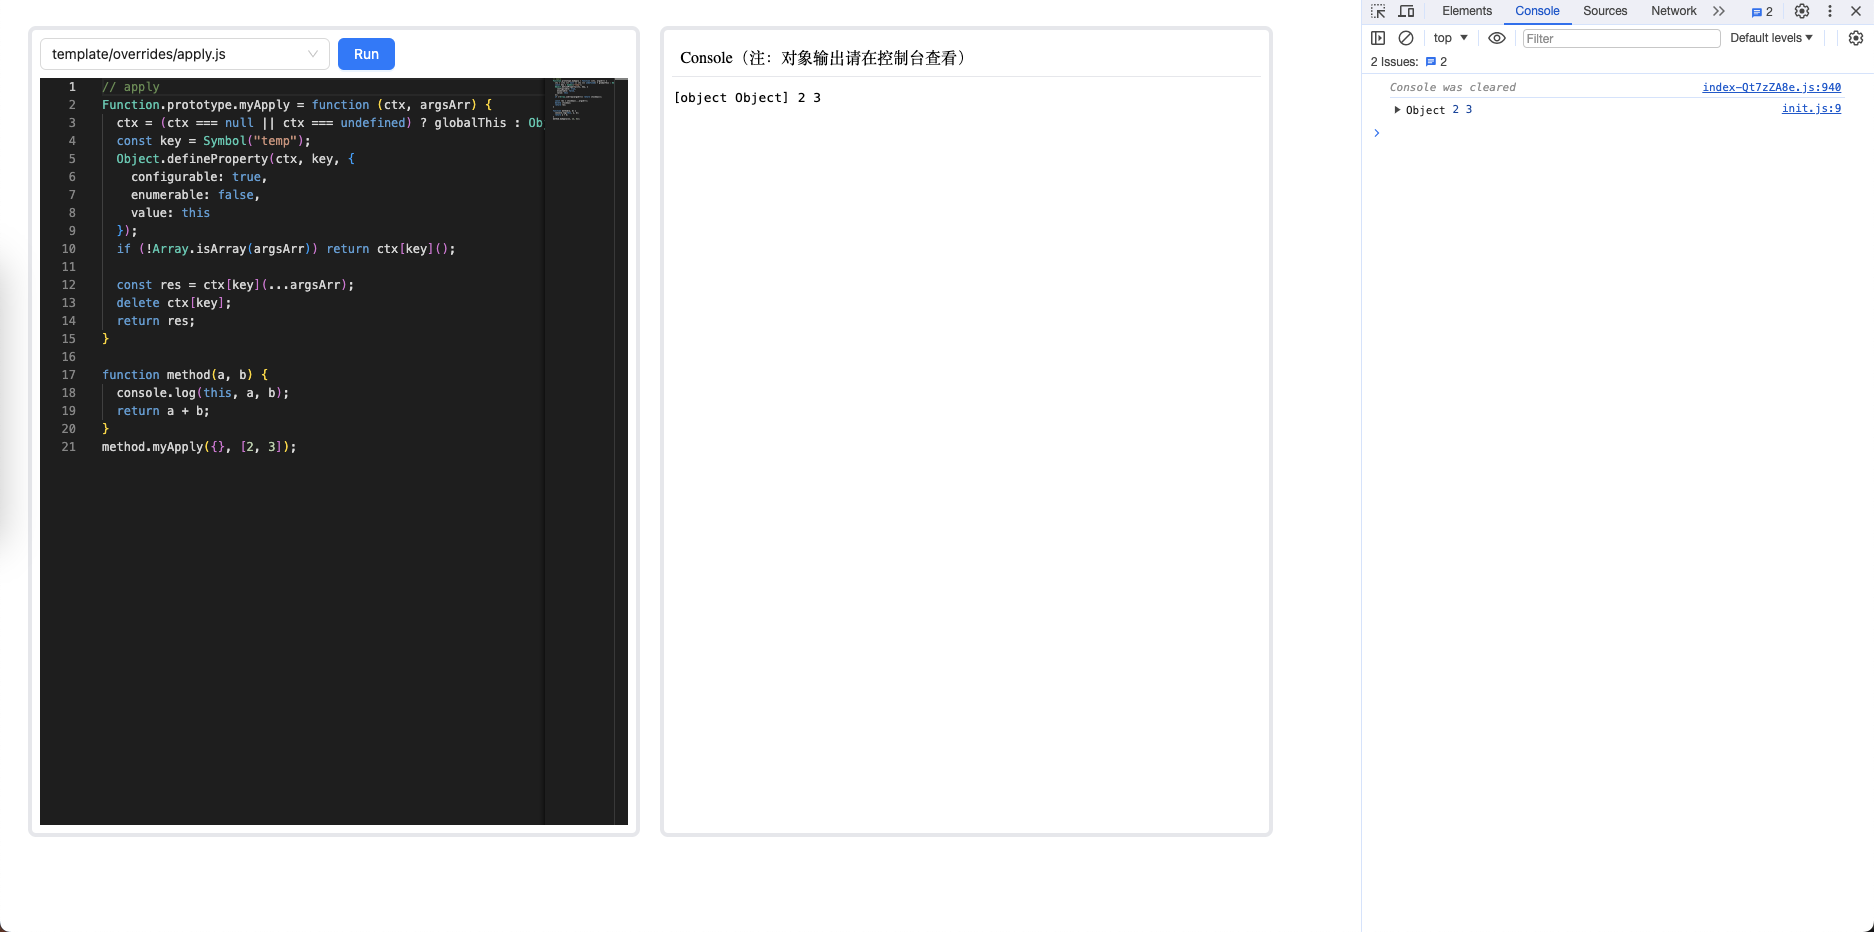 template/overrides/apply.js
Run
1 // apply
2 Function.prototype.myApply = function (ctx, argsArr) {
3 ctx = (ctx === null || ctx === undefined) ? globalThis : Ob
4 const key = Symbol("temp");
5 Object.defineProperty(ctx, key, {
6 configurable: true,
7 enumerable: false,
8 value: this
9 });
10 if (!Array.isArray(argsArr)) return ctx[key]();
11
12 const res = ctx[key](...argsArr);
13 delete ctx[key];
14 return res;
15 }
16
17 function method(a, b) {
18 console.log(this, a, b);
19 return a + b;
20 }
21 method.myApply({}, [2, 3]);
Console（注：对象输出请在控制台查看）
[object Object] 2 3
Elements Console Sources Network 2
top Filter Default levels
2 Issues: 2
Console was cleared index-Qt7zZA8e.js:940
Object 2 3 init.js:9